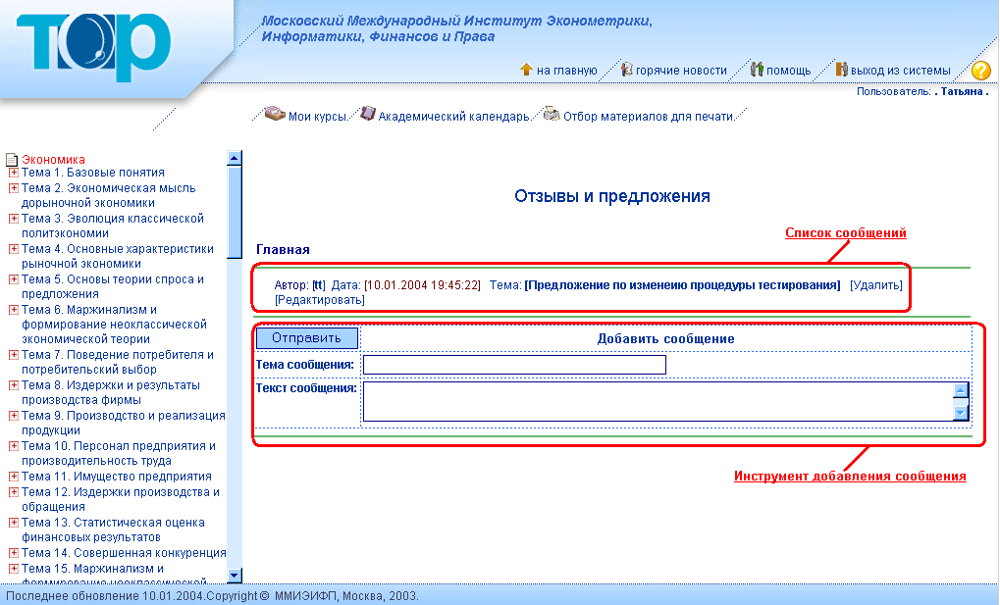 TOP
Московский Международный Институт Эконометрики,
Информатики, Финансов и Права
на главную
горячие новости
помощь
выход из системы
?
Пользователь: . Татьяна .
Мои курсы.
Академический календарь.
Отбор материалов для печати.
Экономика
Тема 1. Базовые понятия
Тема 2. Экономическая мысль
дорыночной экономики
Тема 3. Эволюция классической
политэкономии
Тема 4. Основные характеристики
рыночной экономики
Тема 5. Основы теории спроса и
предложения
Тема 6. Маржинализм и
формирование неоклассической
экономической теории
Тема 7. Поведение потребителя и
потребительский выбор
Тема 8. Издержки и результаты
производства фирмы
Тема 9. Производство и реализация
продукции
Тема 10. Персонал предприятия и
производительность труда
Тема 11. Имущество предприятия
Тема 12. Издержки производства и
обращения
Тема 13. Статистическая оценка
финансовых результатов
Тема 14. Совершенная конкуренция
Тема 15. Маржинализм и
формирование неоклассической
Отзывы и предложения
Список сообщений
Главная
Автор: [tt] Дата: [10.01.2004 19:45:22] Тема: [Предложение по изменеию процедуры тестирования] [Удалить]
[Редактировать]
Отправить
Добавить сообщение
Тема сообщения:
Текст сообщения:
Инструмент добавления сообщения
Последнее обновление 10.01.2004.Copyright © ММИЭИФП, Москва, 2003.